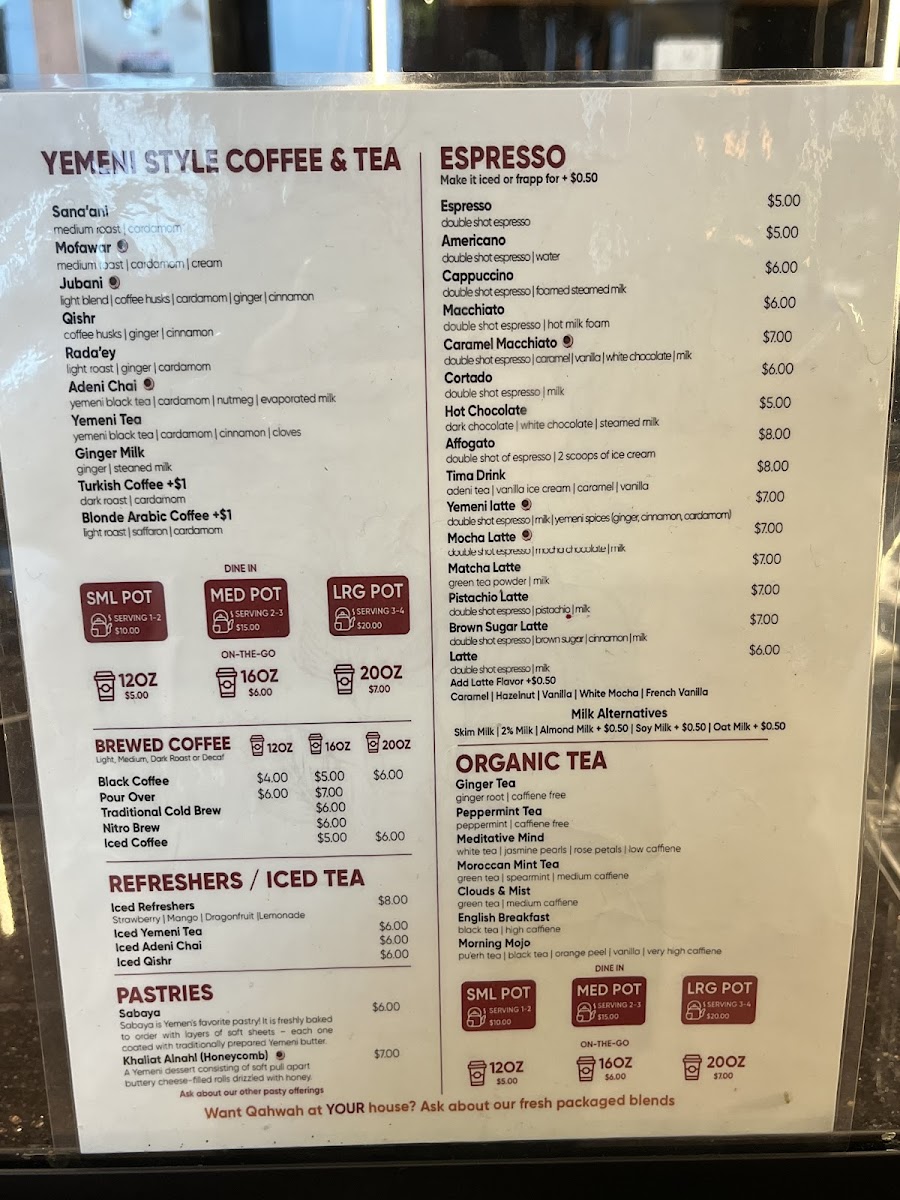 YEMENI STYLE COFFEE & TEA
Sana'ani
medium roast | cardamom
Mofawar
medium roast | cardamom | cream
Jubani
light blend | coffee husks | cardamom | ginger | cinnamon
Qishr
coffee husks | ginger | cinnamon
Rada'ey
light roast | ginger | cardamom
Adeni Chai
yemeni black tea | cardamom | nutmeg | evaporated milk
Yemeni Tea
yemeni black tea | cardamom | cinnamon | cloves
Ginger Milk
ginger | steaned milk
Turkish Coffee +$1
dark roast | cardamom
Blonde Arabic Coffee +$1
light roast | saffaron | cardamom
DINE IN
SML POT MED POT LRG POT
SERVING 1-2 SERVING 2-3 SERVING 3-4
$10.00 $15.00 $20.00
ON-THE-GO
12OZ 16OZ 20OZ
$5.00 $6.00 $7.00
BREWED COFFEE 12OZ 16OZ 20OZ
Light, Medium, Dark Roast or Decaf
Black Coffee $4.00 $5.00 $6.00
Pour Over $6.00 $7.00
Traditional Cold Brew $6.00
Nitro Brew $6.00
Iced Coffee $5.00 $6.00
REFRESHERS / ICED TEA
Iced Refreshers $8.00
Strawberry | Mango | Dragonfruit |Lemonade
Iced Yemeni Tea $6.00
Iced Adeni Chai $6.00
Iced Qishr $6.00
PASTRIES
Sabaya $6.00
Sabaya is Yemen's favorite pastry! It is freshly baked
to order with layers of soft sheets - each one
coated with traditionally prepared Yemeni butter.
Khaliat Alnahl (Honeycomb) $7.00
A Yemeni dessert consisting of soft pull apart
buttery cheese-filled rolls drizzled with honey.
Ask about our other pasty offerings
ESPRESSO
Make it iced or frapp for + $0.50
Espresso $5.00
double shot espresso
Americano $5.00
double shot espresso | water
Cappuccino $6.00
double shot espresso | foamed steamed milk
Macchiato $6.00
double shot espresso | hot milk foam
Caramel Macchiato $7.00
double shot espresso | caramel | vanilla | white chocolate | milk
Cortado $6.00
double shot espresso | milk
Hot Chocolate $5.00
dark chocolate | white chocolate | steamed milk
Affogato $8.00
double shot of espresso | 2 scoops of ice cream
Tima Drink $8.00
adeni tea | vanilla ice cream | caramel | vanilla
Yemeni latte $7.00
double shot espresso | milk | yemeni spices (ginger, cinnamon, cardamom)
Mocha Latte $7.00
double shot espresso | mocha chocolate | milk
Matcha Latte $7.00
green tea powder | milk
Pistachio Latte $7.00
double shot espresso | pistachio | milk
Brown Sugar Latte $7.00
double shot espresso | brown sugar | cinnamon | milk
Latte $6.00
double shot espresso | milk
Add Latte Flavor +$0.50
Caramel | Hazelnut | Vanilla | White Mocha | French Vanilla
Milk Alternatives
Skim Milk | 2% Milk | Almond Milk + $0.50 | Soy Milk + $0.50 | Oat Milk + $0.50
ORGANIC TEA
Ginger Tea
ginger root | caffiene free
Peppermint Tea
peppermint | caffiene free
Meditative Mind
white tea | jasmine pearls | rose petals | low caffiene
Moroccan Mint Tea
green tea | spearmint | medium caffiene
Clouds & Mist
green tea | medium caffiene
English Breakfast
black tea | high caffiene
Morning Mojo
pu'erh tea | black tea | orange peel | vanilla | very high caffiene
DINE IN
SML POT MED POT LRG POT
SERVING 1-2 SERVING 2-3 SERVING 3-4
$10.00 $15.00 $20.00
ON-THE-GO
12OZ 16OZ 20OZ
$5.00 $6.00 $7.00
Want Qahwah at YOUR house? Ask about our fresh packaged blends